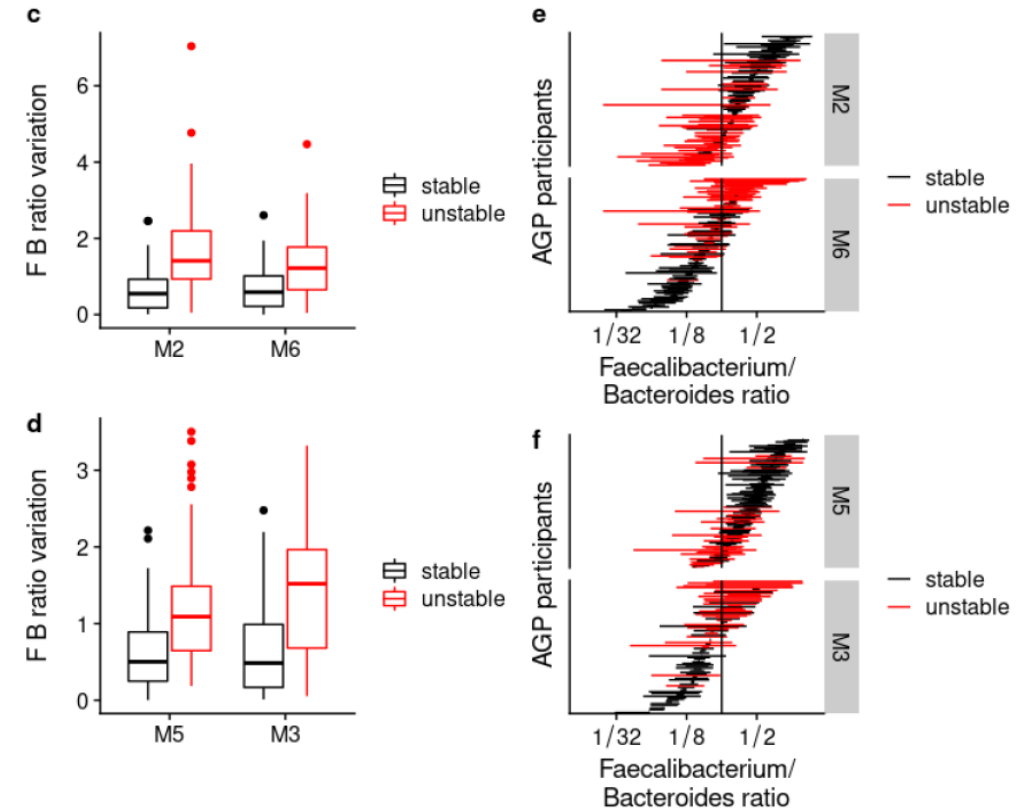 c
F B ratio variation
6
4
2
0
M2
M6
stable
unstable
e
AGP participants
M2
M6
1/32
1/8
1/2
Faecalibacterium/
Bacteroides ratio
stable
unstable
d
F B ratio variation
3
2
1
0
M5
M3
stable
unstable
f
AGP participants
M5
M3
1/32
1/8
1/2
Faecalibacterium/
Bacteroides ratio
stable
unstable